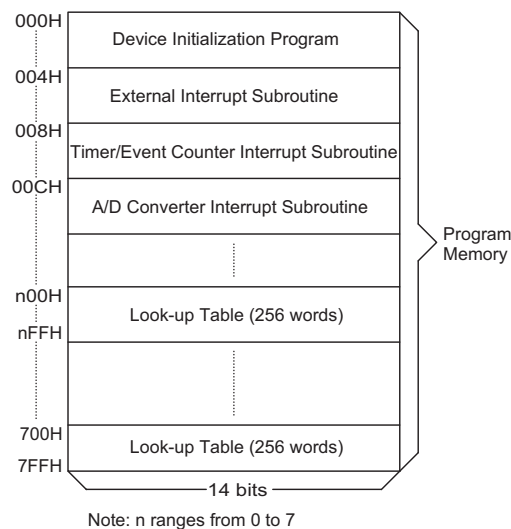 000H
Device Initialization Program
004H
External Interrupt Subroutine
008H
Timer/Event Counter Interrupt Subroutine
00CH
A/D Converter Interrupt Subroutine
Program
Memory
n00H
Look-up Table (256 words)
nFFH
700H
Look-up Table (256 words)
7FFH
14 bits
Note: n ranges from 0 to 7